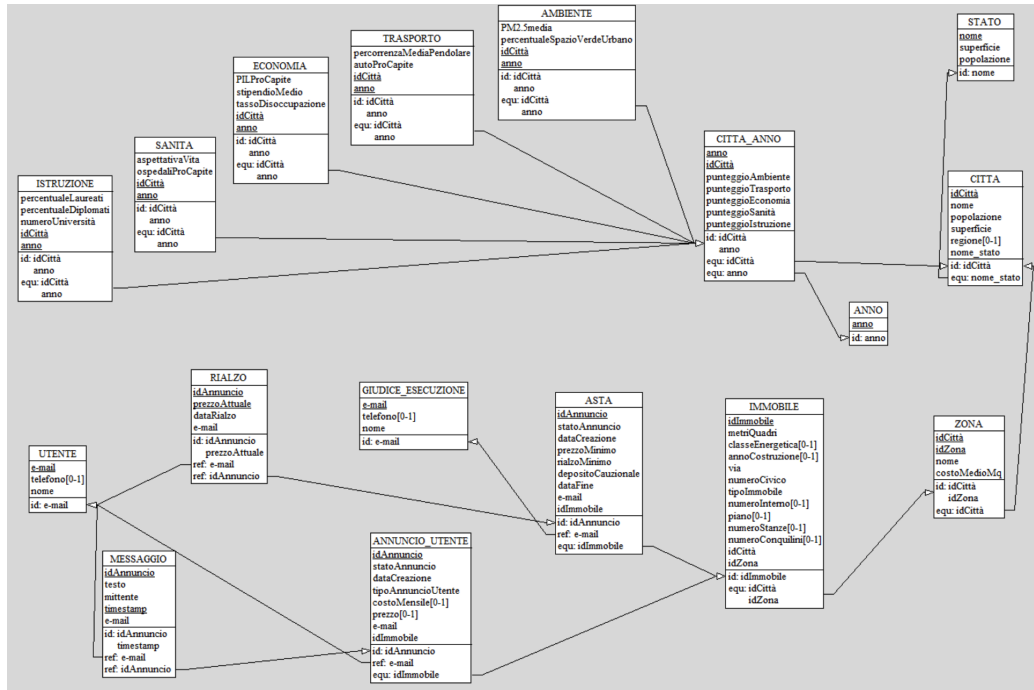 AMBIENTE
PM2.5media
percentualeSpazioVerdeUrbano
idCittà
anno
id: idCittà
anno
equ: idCittà
anno
STATO
nome
superficie
popolazione
id: nome
TRASPORTO
percorrenzaMediaPendolare
autoProCapite
idCittà
anno
id: idCittà
anno
equ: idCittà
anno
ECONOMIA
PILProCapite
stipendioMedio
tassoDisoccupazione
idCittà
anno
id: idCittà
anno
equ: idCittà
anno
SANITA
aspettativaVita
ospedaliProCapite
idCittà
anno
id: idCittà
anno
equ: idCittà
anno
ISTRUZIONE
percentualeLaureati
percentualeDiplomati
numeroUniversità
idCittà
anno
id: idCittà
anno
equ: idCittà
anno
CITTA_ANNO
anno
idCittà
punteggioAmbiente
punteggioTrasporto
punteggioEconomia
punteggioSanità
punteggioIstruzione
id: idCittà
anno
equ: idCittà
equ: anno
CITTA
idCittà
nome
popolazione
superficie
regione[0-1]
nome_stato
id: idCittà
equ: nome_stato
ANNO
anno
id: anno
RIALZO
idAnnuncio
prezzoAttuale
dataRialzo
e-mail
id: idAnnuncio
prezzoAttuale
ref: e-mail
ref: idAnnuncio
GIUDICE_ESECUZIONE
e-mail
telefono[0-1]
nome
id: e-mail
ASTA
idAnnuncio
statoAnnuncio
dataCreazione
prezzoMinimo
rialzoMinimo
depositoCauzionale
dataFine
e-mail
idImmobile
id: idAnnuncio
ref: e-mail
equ: idImmobile
IMMOBILE
idImmobile
metriQuadri
classeEnergetica[0-1]
annoCostruzione[0-1]
via
numeroCivico
tipoImmobile
numeroInterno[0-1]
piano[0-1]
numeroStanze[0-1]
numeroConquilini[0-1]
idCittà
idZona
id: idImmobile
equ: idCittà
idZona
ZONA
idCittà
idZona
nome
costoMedioMq
id: idCittà
idZona
equ: idCittà
UTENTE
e-mail
telefono[0-1]
nome
id: e-mail
MESSAGGIO
idAnnuncio
testo
mittente
timestamp
e-mail
id: idAnnuncio
timestamp
ref: e-mail
ref: idAnnuncio
ANNUNCIO_UTENTE
idAnnuncio
statoAnnuncio
dataCreazione
tipoAnnuncioUtente
costoMensile[0-1]
prezzo[0-1]
e-mail
idImmobile
id: idAnnuncio
ref: e-mail
equ: idImmobile